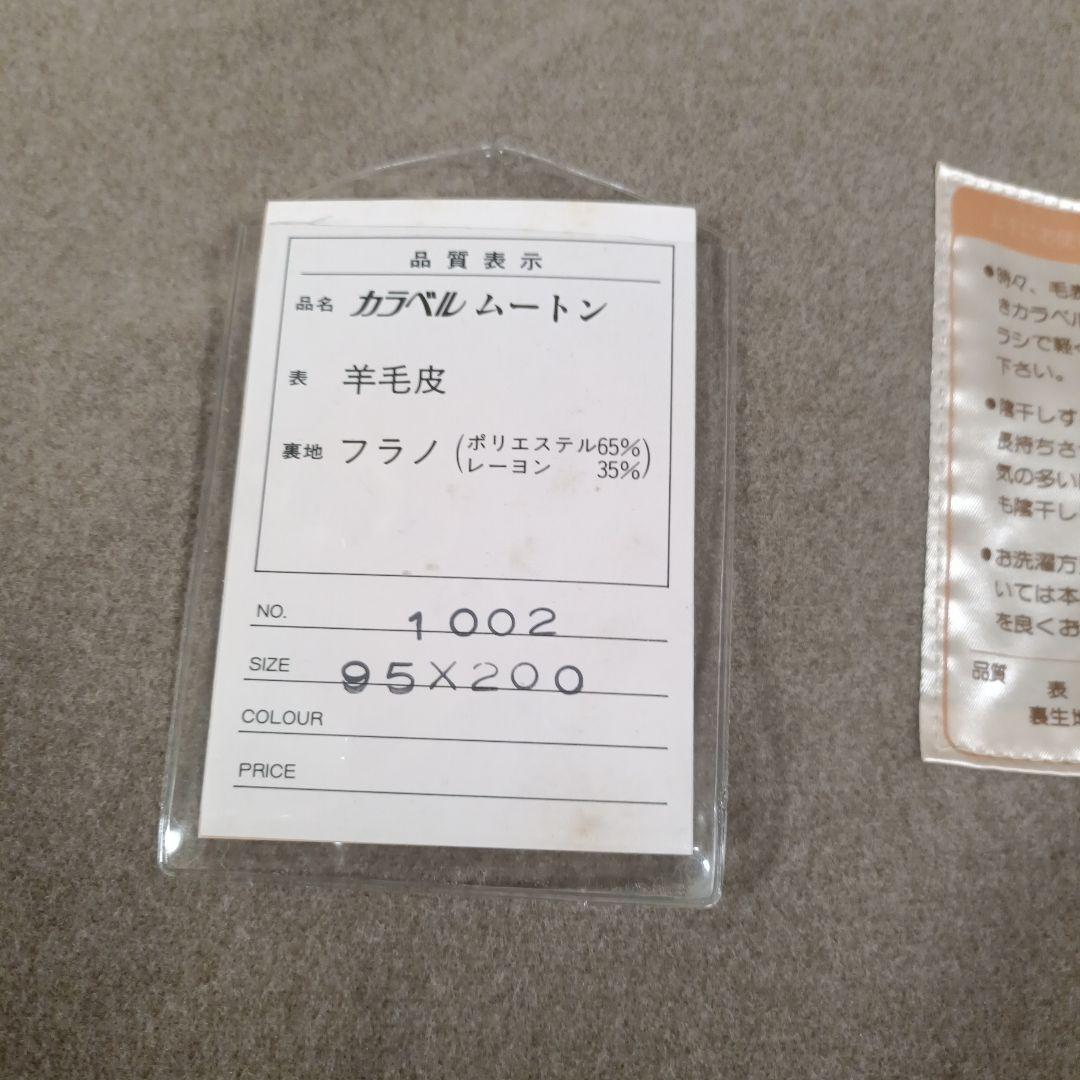 品質表示
品名 カラベル ムートン
表 羊毛皮
裏地 フラノ (ポリエステル65% レーヨン 35%)
NO. 1002
SIZE 95X200
COLOUR
PRICE
●時々、毛
きカラベル
ラシで軽く
下さい。
●陰干しす
長持ちさ
気の多い
も陰干し
●お洗濯方
いては本
を良くお
品質
表
裏生地